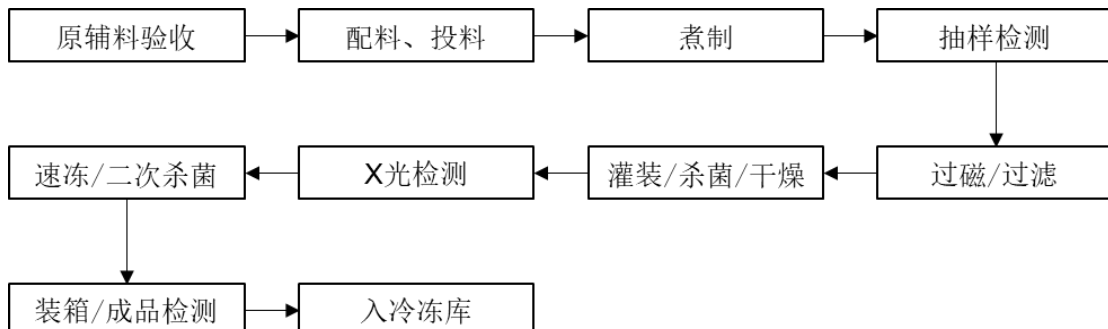 原辅料验收
配料、投料
煮制
抽样检测
过磁/过滤
灌装/杀菌/干燥
X光检测
速冻/二次杀菌
装箱/成品检测
入冷冻库